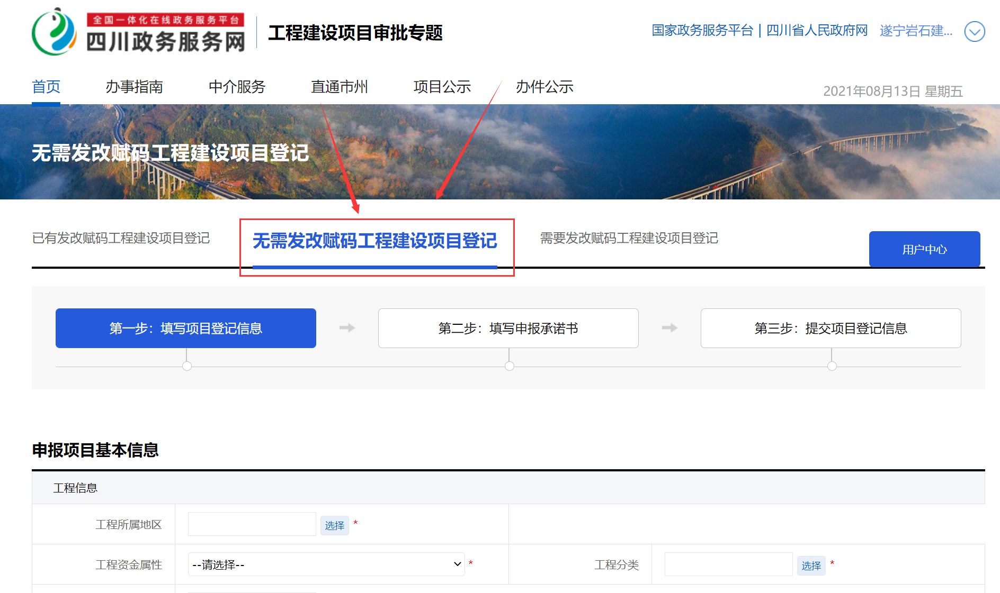 全国一体化在线政务服务平台
四川政务服务网
工程建设项目审批专题
国家政务服务平台 | 四川省人民政府网 遂宁岩石建...
首页 办事指南 中介服务 直通市州 项目公示 办件公示
2021年08月13日 星期五
无需发改赋码工程建设项目登记
已有发改赋码工程建设项目登记 无需发改赋码工程建设项目登记 需要发改赋码工程建设项目登记
用户中心
第一步：填写项目登记信息 第二步：填写申报承诺书 第三步：提交项目登记信息
申报项目基本信息
工程信息
工程所属地区 选择 *
工程资金属性 --请选择-- * 工程分类 选择 *